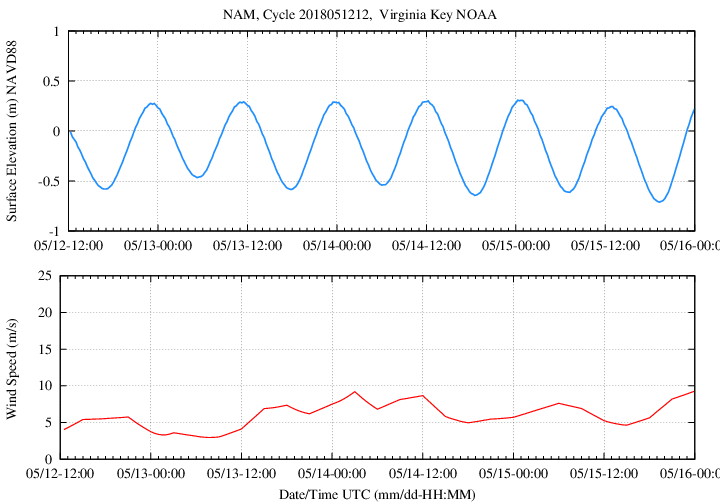 NAM, Cycle 2018051212,  Virginia Key NOAA
Surface Elevation (m) NAVD88
1
0.5
0
-0.5
-1
05/12-12:00 05/13-00:00 05/13-12:00 05/14-00:00 05/14-12:00 05/15-00:00 05/15-12:00 05/16-00:0
Wind Speed (m/s)
25
20
15
10
5
0
05/12-12:00 05/13-00:00 05/13-12:00 05/14-00:00 05/14-12:00 05/15-00:00 05/15-12:00 05/16-00:0
Date/Time UTC (mm/dd-HH:MM)